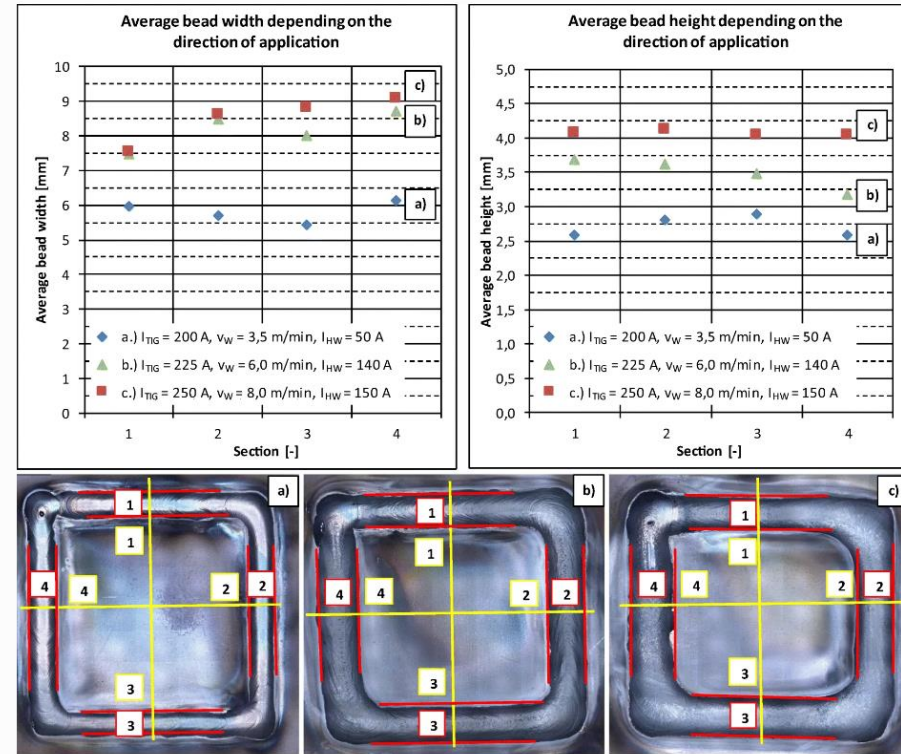 Average bead width depending on the
direction of application
Average bead width [mm]
10
9
8
7
6
5
4
3
2
1
0
c)
b)
a)
a.) I_TIG = 200 A, v_W = 3,5 m/min, I_HW = 50 A
b.) I_TIG = 225 A, v_W = 6,0 m/min, I_HW = 140 A
c.) I_TIG = 250 A, v_W = 8,0 m/min, I_HW = 150 A
1 2 3 4
Section [-]
Average bead height depending on the
direction of application
Average bead height [mm]
5,0
4,5
4,0
3,5
3,0
2,5
2,0
1,5
1,0
0,5
0,0
c)
b)
a)
a.) I_TIG = 200 A, v_W = 3,5 m/min, I_HW = 50 A
b.) I_TIG = 225 A, v_W = 6,0 m/min, I_HW = 140 A
c.) I_TIG = 250 A, v_W = 8,0 m/min, I_HW = 150 A
1 2 3 4
Section [-]
a)
1
1
4 4 2 2
3
3
b)
1
1
4 4 2 2
3
3
c)
1
1
4 4 2 2
3
3